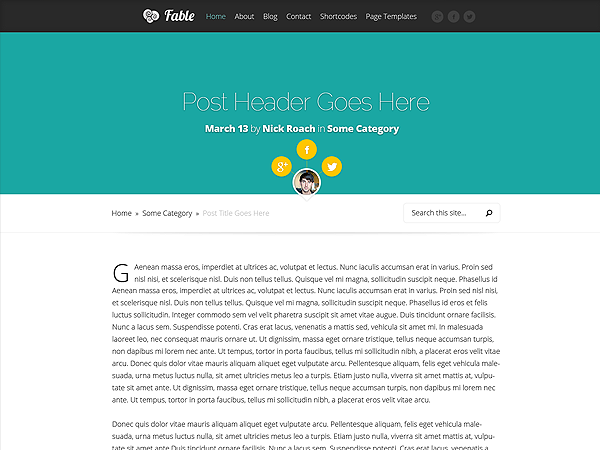 Fable Home About Blog Contact Shortcodes Page Templates
Post Header Goes Here
March 13 by Nick Roach in Some Category
f
g+
Home » Some Category » Post Title Goes Here Search this site...
G Aenean massa eros, imperdiet at ultrices ac, volutpat et lectus. Nunc iaculis accumsan erat in varius. Proin sed
nisl nisi, et scelerisque nisl. Duis non tellus tellus. Quisque vel mi magna, sollicitudin suscipit neque. Phasellus id
Aenean massa eros, imperdiet at ultrices ac, volutpat et lectus. Nunc iaculis accumsan erat in varius. Proin sed nisl nisi,
et scelerisque nisl. Duis non tellus tellus. Quisque vel mi magna, sollicitudin suscipit neque. Phasellus id eros et felis
luctus sollicitudin. Integer commodo sem vel velit pharetra suscipit sit amet vitae augue. Duis tincidunt ornare facilisis.
Nunc a lacus sem. Suspendisse potenti. Cras erat lacus, venenatis a mattis sed, vehicula sit amet mi. In malesuada
laoreet leo, nec consequat mauris ornare ut. Ut dignissim, massa eget ornare tristique, tellus neque accumsan turpis,
non dapibus mi lorem nec ante. Ut tempus, tortor in porta faucibus, tellus mi sollicitudin nibh, a placerat eros velit vitae
arcu. Donec quis dolor vitae mauris aliquam aliquet eget vulputate arcu. Pellentesque aliquam, felis eget vehicula male-
suada, urna metus luctus nulla, sit amet ultricies metus leo a turpis. Etiam justo nulla, viverra sit amet mattis at, vulpu-
tate sit amet ante. Ut dignissim, massa eget ornare tristique, tellus neque accumsan turpis, non dapibus mi lorem nec
ante. Ut tempus, tortor in porta faucibus, tellus mi sollicitudin nibh, a placerat eros velit vitae arcu.
Donec quis dolor vitae mauris aliquam aliquet eget vulputate arcu. Pellentesque aliquam, felis eget vehicula male-
suada, urna metus luctus nulla, sit amet ultricies metus leo a turpis. Etiam justo nulla, viverra sit amet mattis at, vulpu-
tate sit amet ante.Duis tincidunt ornare facilisis. Nunc a lacus sem. Suspendisse potenti. Cras erat lacus, venenatis a